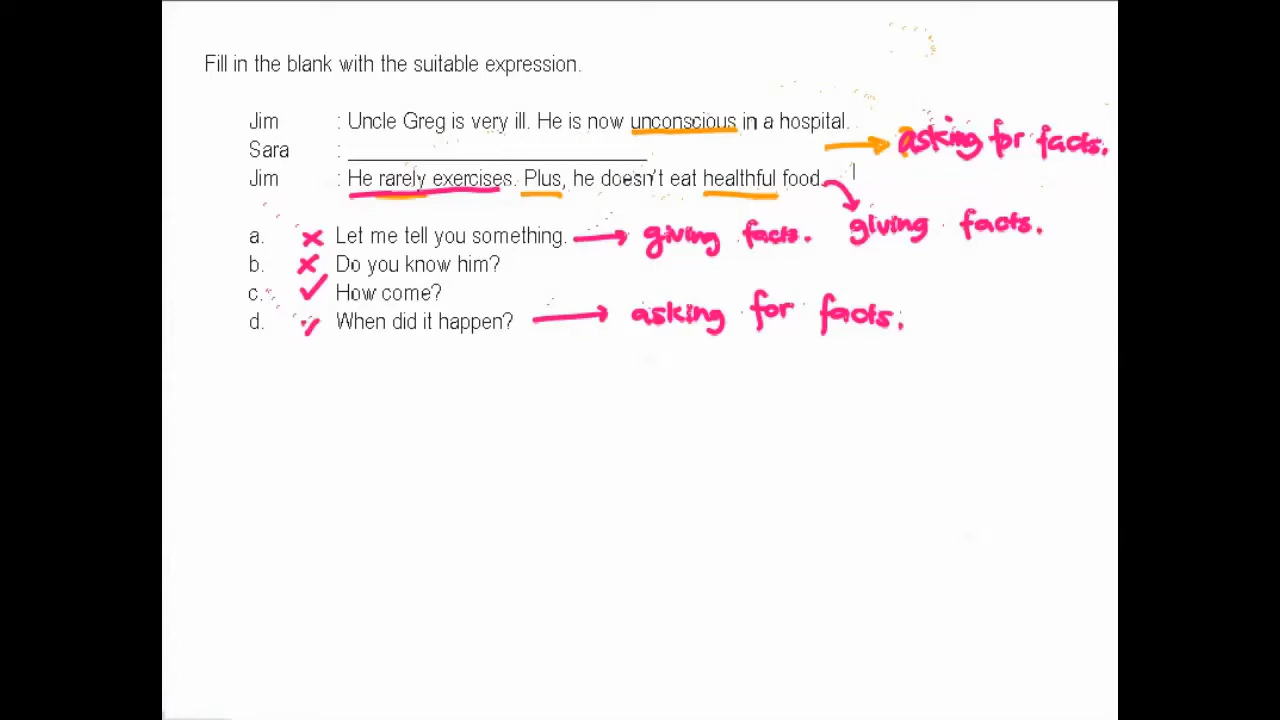 Fill in the blank with the suitable expression.
Jim : Uncle Greg is very ill. He is now unconscious in a hospital.
Sara : ______________________________ asking for facts.
Jim : He rarely exercises. Plus, he doesn't eat healthful food.
giving facts.
a. Let me tell you something. giving facts.
b. Do you know him?
c. How come?
d. When did it happen? asking for facts.